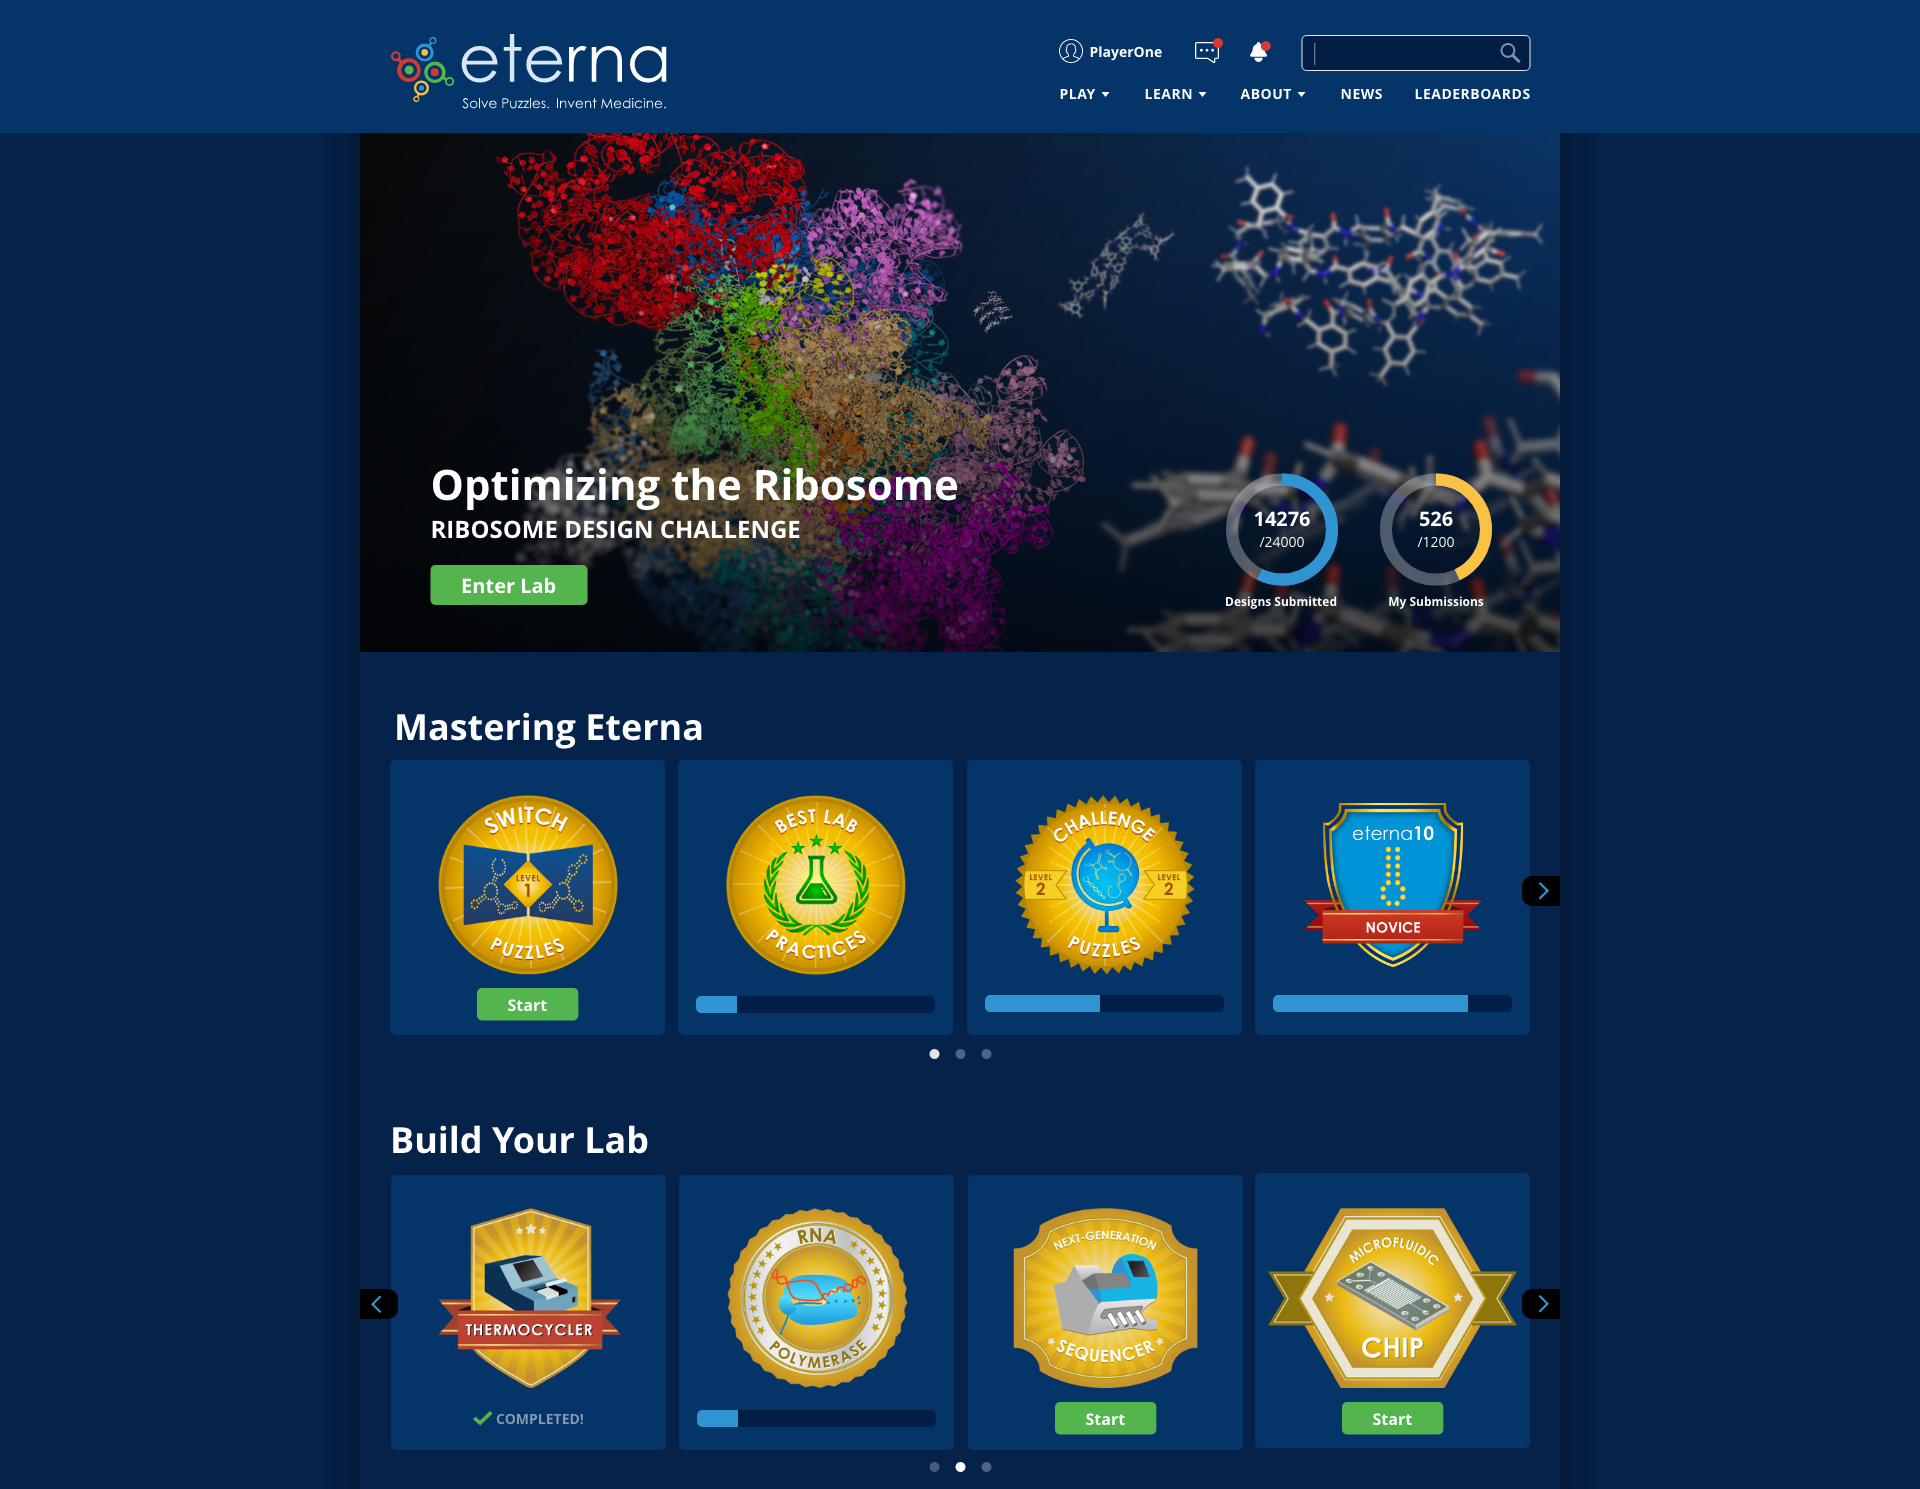 eterna
Solve Puzzles. Invent Medicine.
PlayerOne
PLAY LEARN ABOUT NEWS LEADERBOARDS
Optimizing the Ribosome
RIBOSOME DESIGN CHALLENGE
Enter Lab
14276
/24000
Designs Submitted
526
/1200
My Submissions
Mastering Eterna
SWITCH
LEVEL
1
PUZZLES
Start
BEST LAB
PRACTICES
CHALLENGE
LEVEL
2
LEVEL
2
PUZZLES
eterna10
NOVICE
Build Your Lab
THERMOCYCLER
COMPLETED!
RNA
POLYMERASE
NEXT-GENERATION
SEQUENCER
Start
MICROFLUIDIC
CHIP
Start